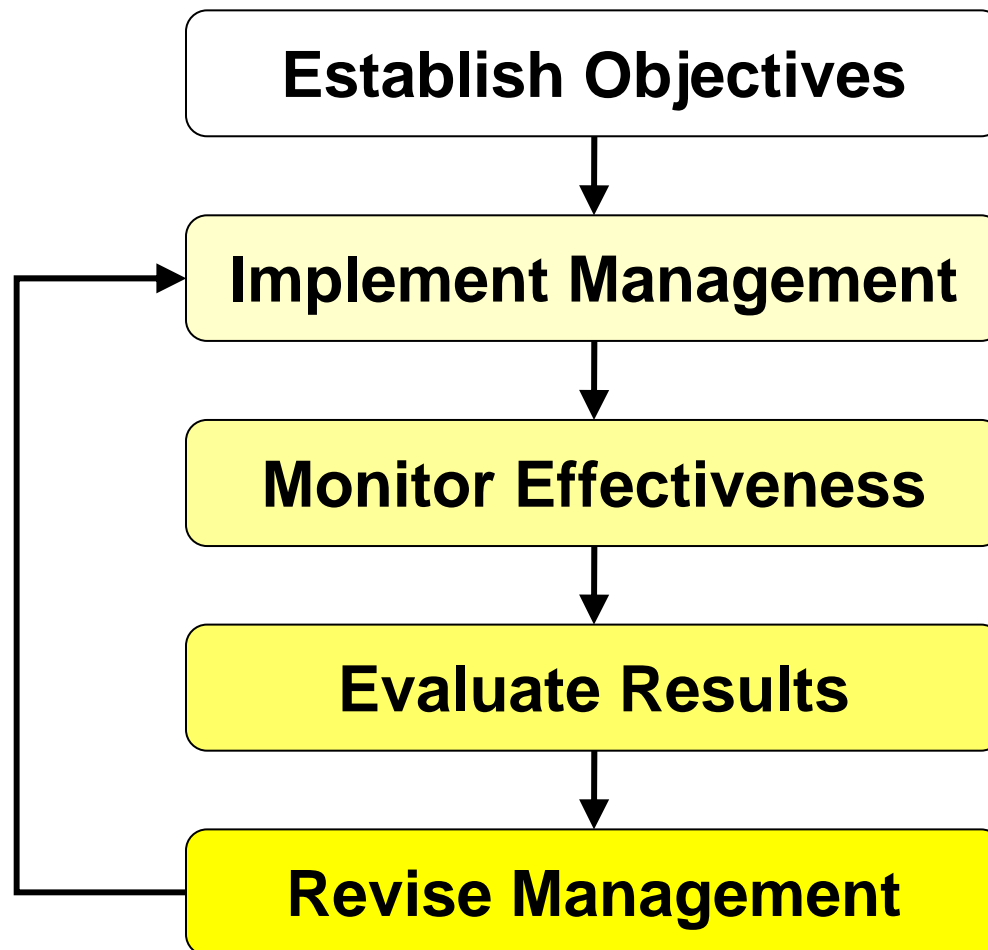 Establish Objectives
Implement Management
Monitor Effectiveness
Evaluate Results
Revise Management